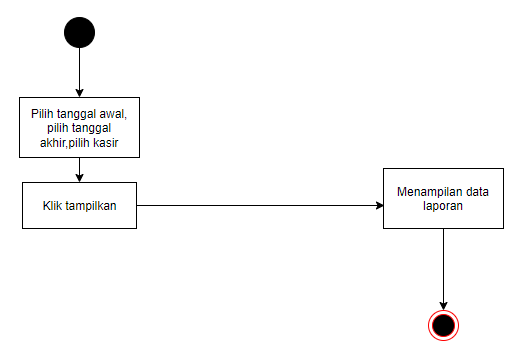 Pilih tanggal awal,
pilih tanggal
akhir,pilih kasir
Klik tampilkan
Menampilan data
laporan